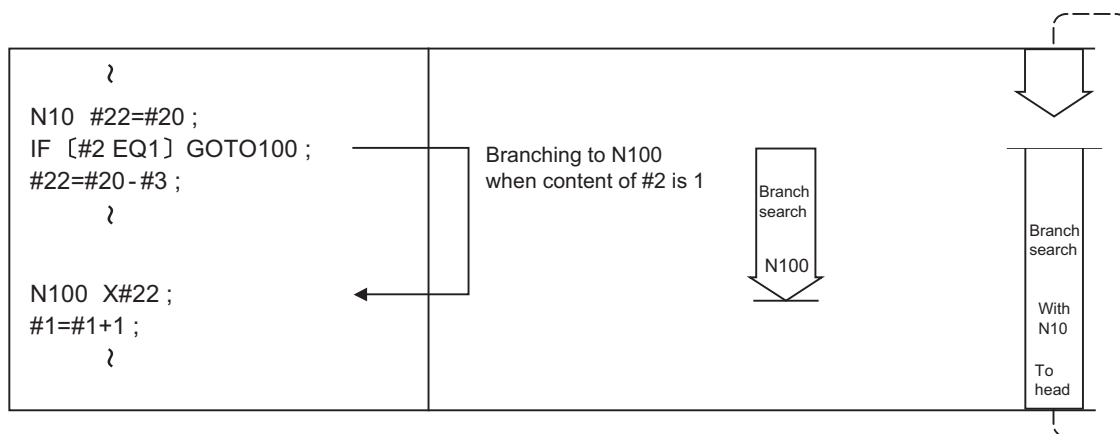 ≀
N10 #22=#20 ;
IF〔#2 EQ1〕GOTO100 ;
#22=#20-#3 ;
≀
N100 X#22 ;
#1=#1+1 ;
≀
Branching to N100
when content of #2 is 1
Branch
search
N100
Branch
search
With
N10
To
head